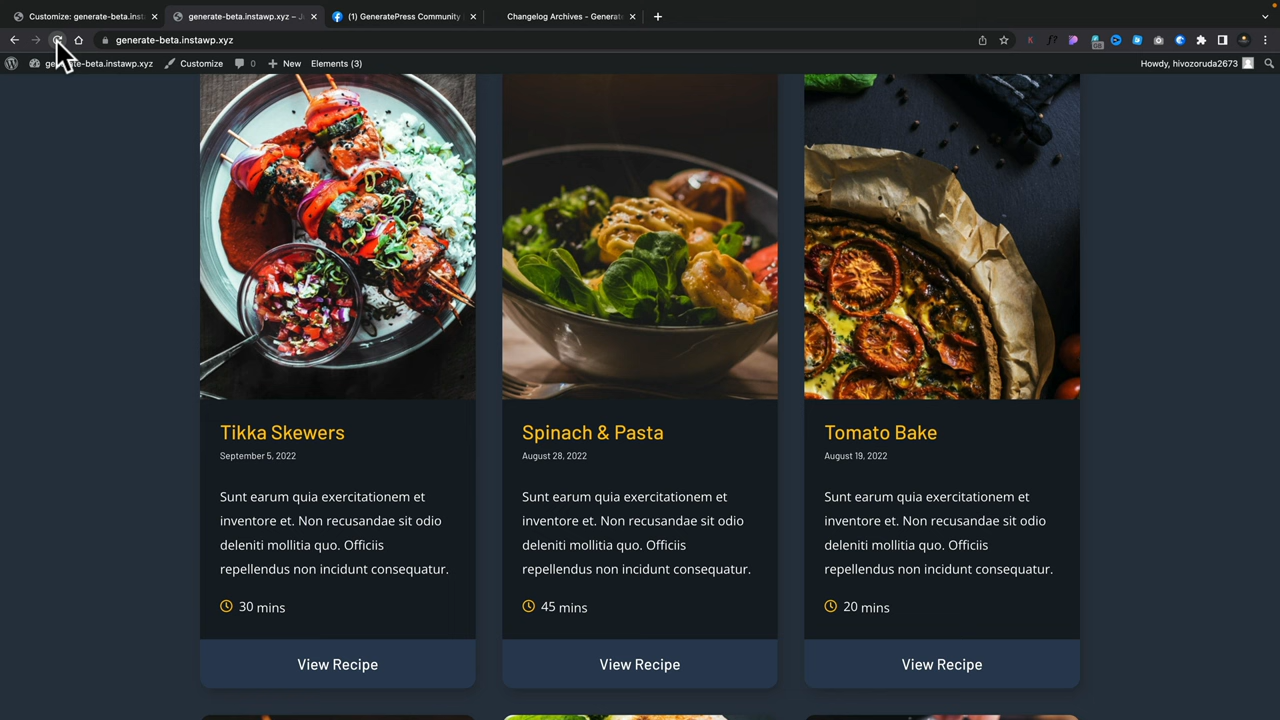 Customize: generate-beta.inst
generate-beta.instawp.xyz –
(1) GeneratePress Community
Changelog Archives - Generat
generate-beta.instawp.xyz
-beta.instawp.xyz
Customize
0
New
Elements (3)
Howdy, hivozoruda2673
Tikka Skewers
September 5, 2022
Sunt earum quia exercitationem et
inventore et. Non recusandae sit odio
deleniti mollitia quo. Officiis
repellendus non incidunt consequatur.
30 mins
View Recipe
Spinach & Pasta
August 28, 2022
Sunt earum quia exercitationem et
inventore et. Non recusandae sit odio
deleniti mollitia quo. Officiis
repellendus non incidunt consequatur.
45 mins
View Recipe
Tomato Bake
August 19, 2022
Sunt earum quia exercitationem et
inventore et. Non recusandae sit odio
deleniti mollitia quo. Officiis
repellendus non incidunt consequatur.
20 mins
View Recipe